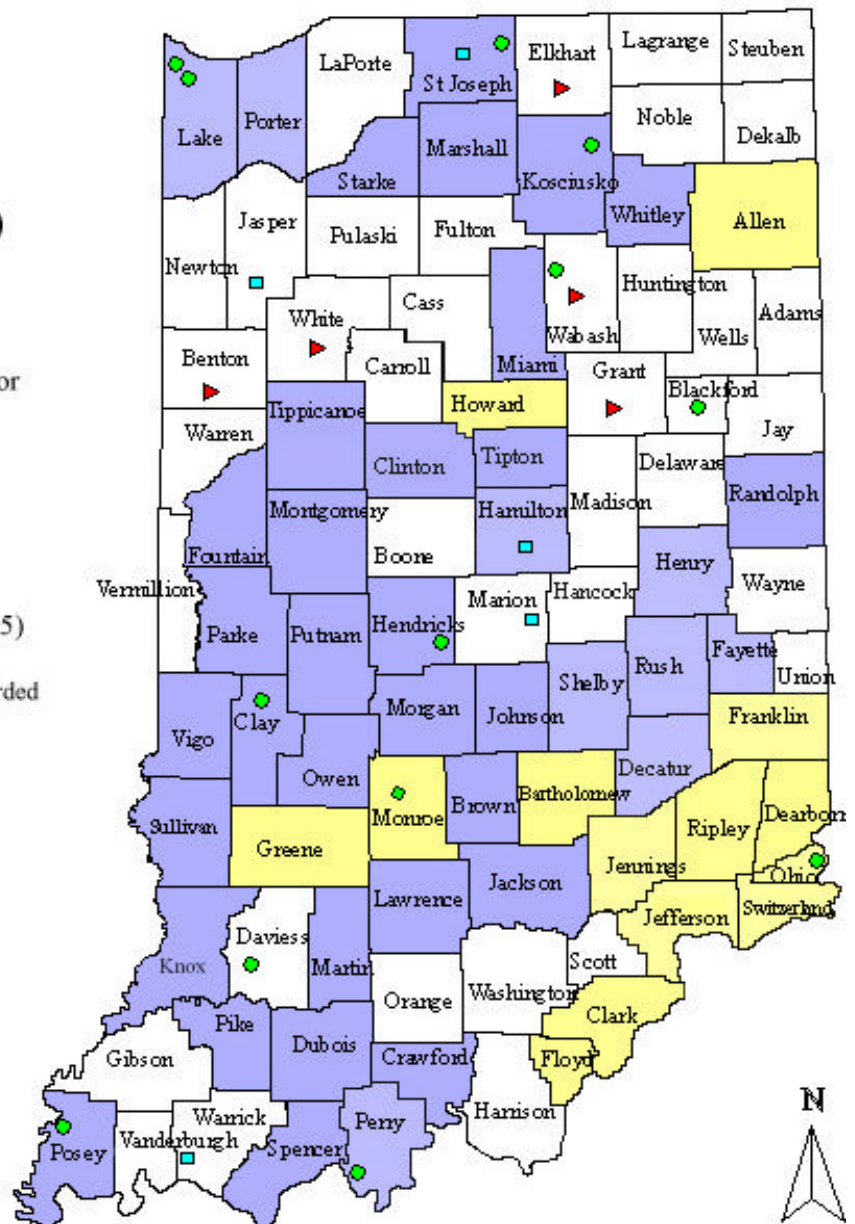 )
or
5)
rded
LaPorte
Elkhart
Lagrange
Steuben
St Joseph
Lake
Porter
Noble
Dekalb
Marshall
Starke
Kosciusko
Whitley
Allen
Jasper
Pulaski
Fulton
Newton
Huntington
White
Cass
Wabash
Wells
Adams
Benton
Carroll
Miami
Grant
Blackford
Howard
Tippicanoe
Warren
Jay
Clinton
Tipton
Delaware
Randolph
Madison
Montgomery
Hamilton
Fountain
Boone
Henry
Vermillion
Marion
Hancock
Wayne
Parke
Putnam
Hendricks
Rush
Fayette
Union
Shelby
Clay
Morgan
Johnson
Franklin
Vigo
Owen
Decatur
Brown
Bartholomew
Sullivan
Monroe
Ripley
Dearborn
Greene
Jennings
Ohio
Lawrence
Jackson
Jefferson
Switzerland
Daviess
Knox
Martin
Scott
Orange
Washington
Clark
Pike
Dubois
Crawford
Floyd
Gibson
Harrison
Warrick
Perry
Vanderburgh
Spencer
Posey
N